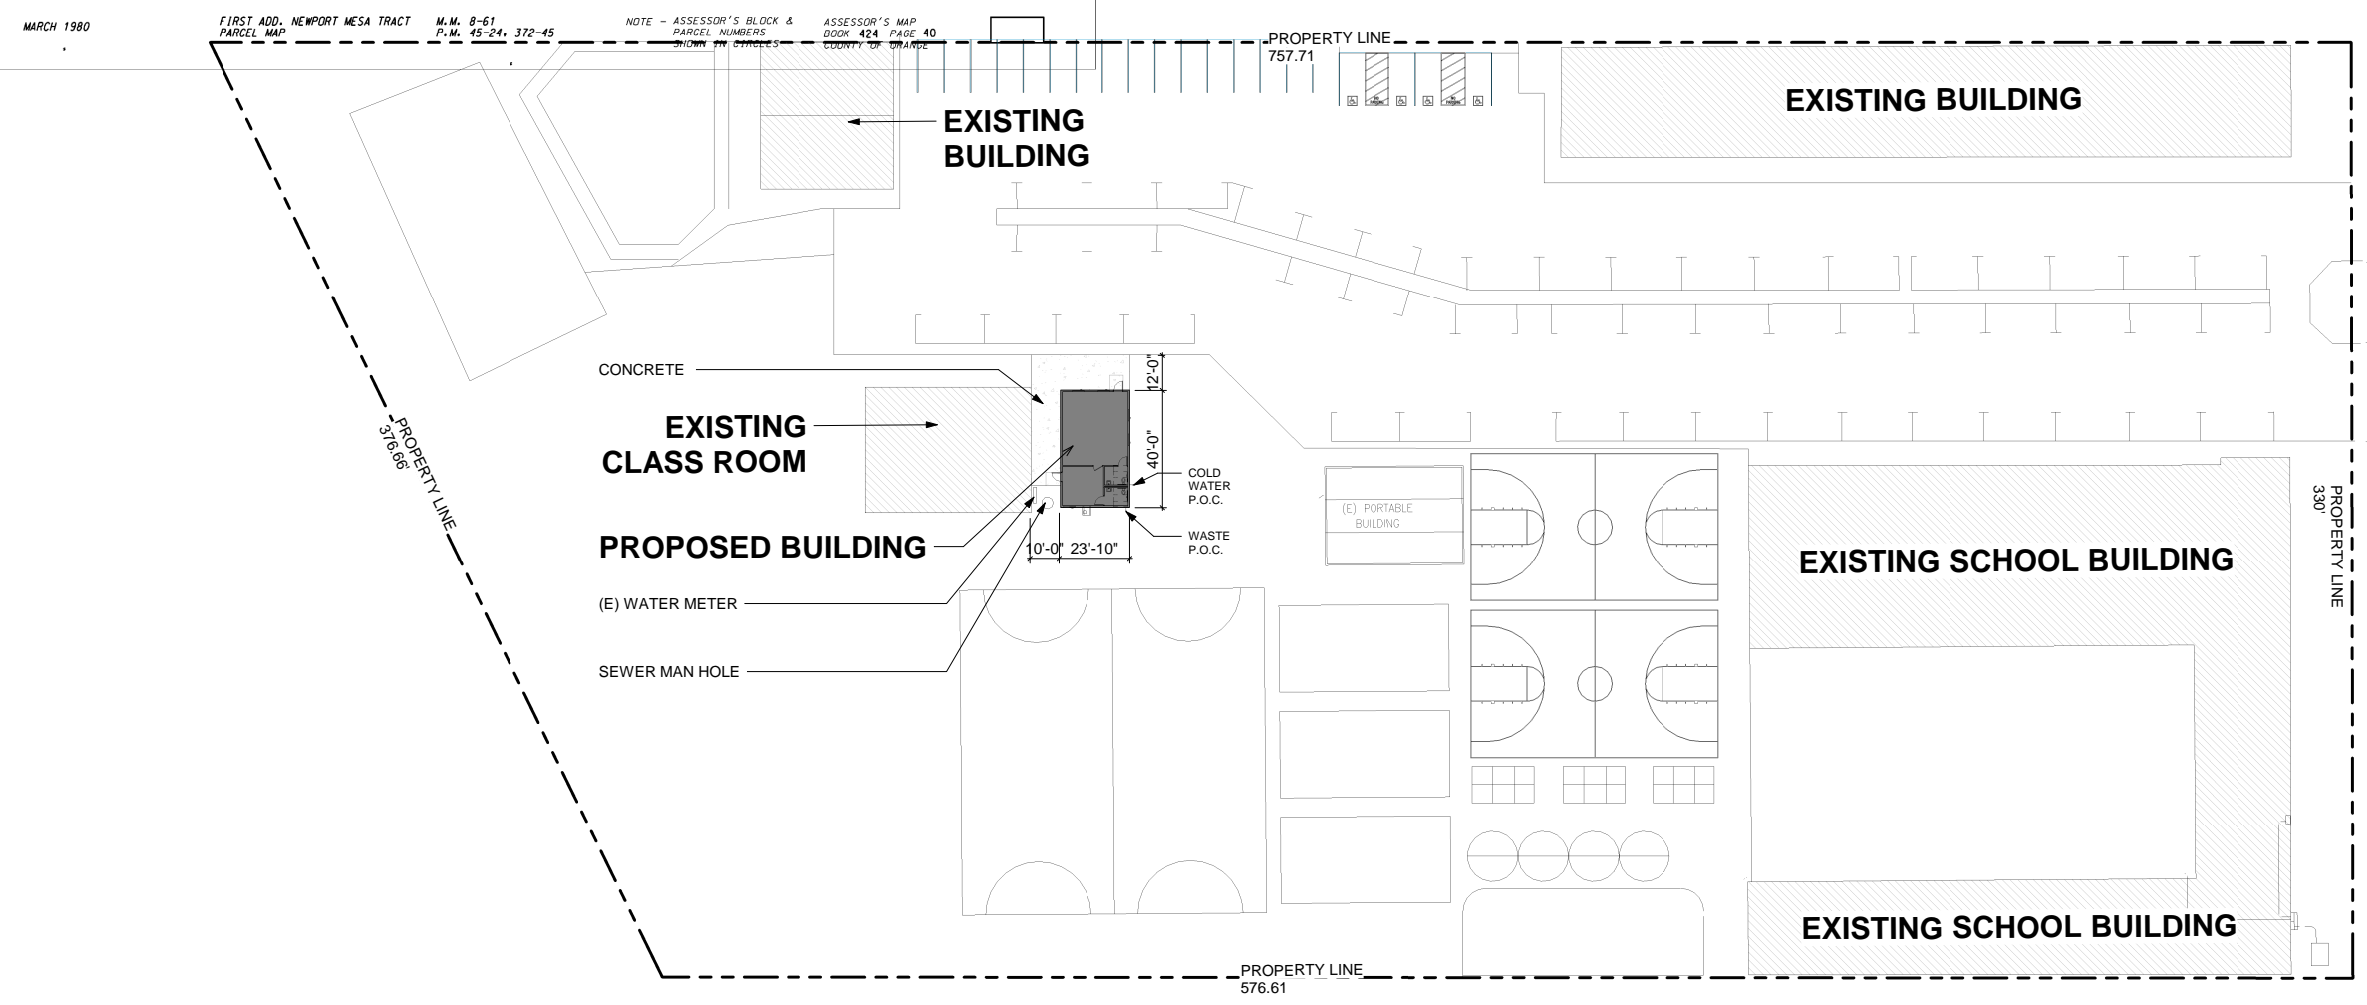 MARCH 1980
FIRST ADD. NEWPORT MESA TRACT M.M. 8-61
PARCEL MAP P.M. 45-24, 372-45
NOTE - ASSESSOR'S BLOCK &
PARCEL NUMBERS
SHOWN IN CIRCLES
ASSESSOR'S MAP
BOOK 424 PAGE 40
COUNTY OF ORANGE
PROPERTY LINE
757.71
NO
PARKING
NO
PARKING
EXISTING BUILDING
EXISTING
BUILDING
CONCRETE
12'-0"
EXISTING
CLASS ROOM
40'-0"
COLD
WATER
P.O.C.
PROPERTY LINE
376.66'
(E) PORTABLE
BUILDING
PROPERTY LINE
330'
PROPOSED BUILDING
10'-0" 23'-10"
WASTE
P.O.C.
EXISTING SCHOOL BUILDING
(E) WATER METER
SEWER MAN HOLE
EXISTING SCHOOL BUILDING
PROPERTY LINE
576.61